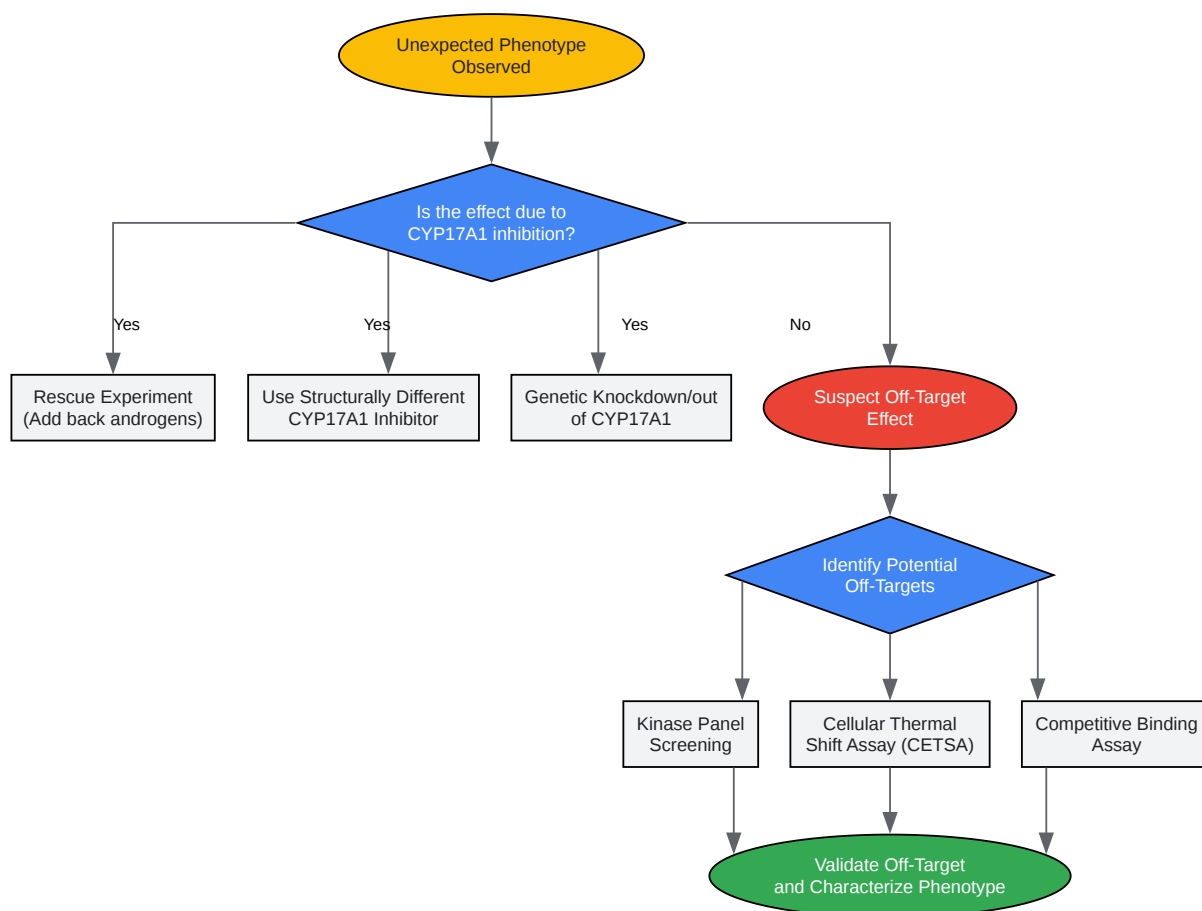 Unexpected Phenotype
Observed
Is the effect due to
CYP17A1 inhibition?
Yes
Yes
Yes
No
Rescue Experiment
(Add back androgens)
Use Structurally Different
CYP17A1 Inhibitor
Genetic Knockdown/out
of CYP17A1
Suspect Off-Target
Effect
Identify Potential
Off-Targets
Kinase Panel
Screening
Cellular Thermal
Shift Assay (CETSA)
Competitive Binding
Assay
Validate Off-Target
and Characterize Phenotype